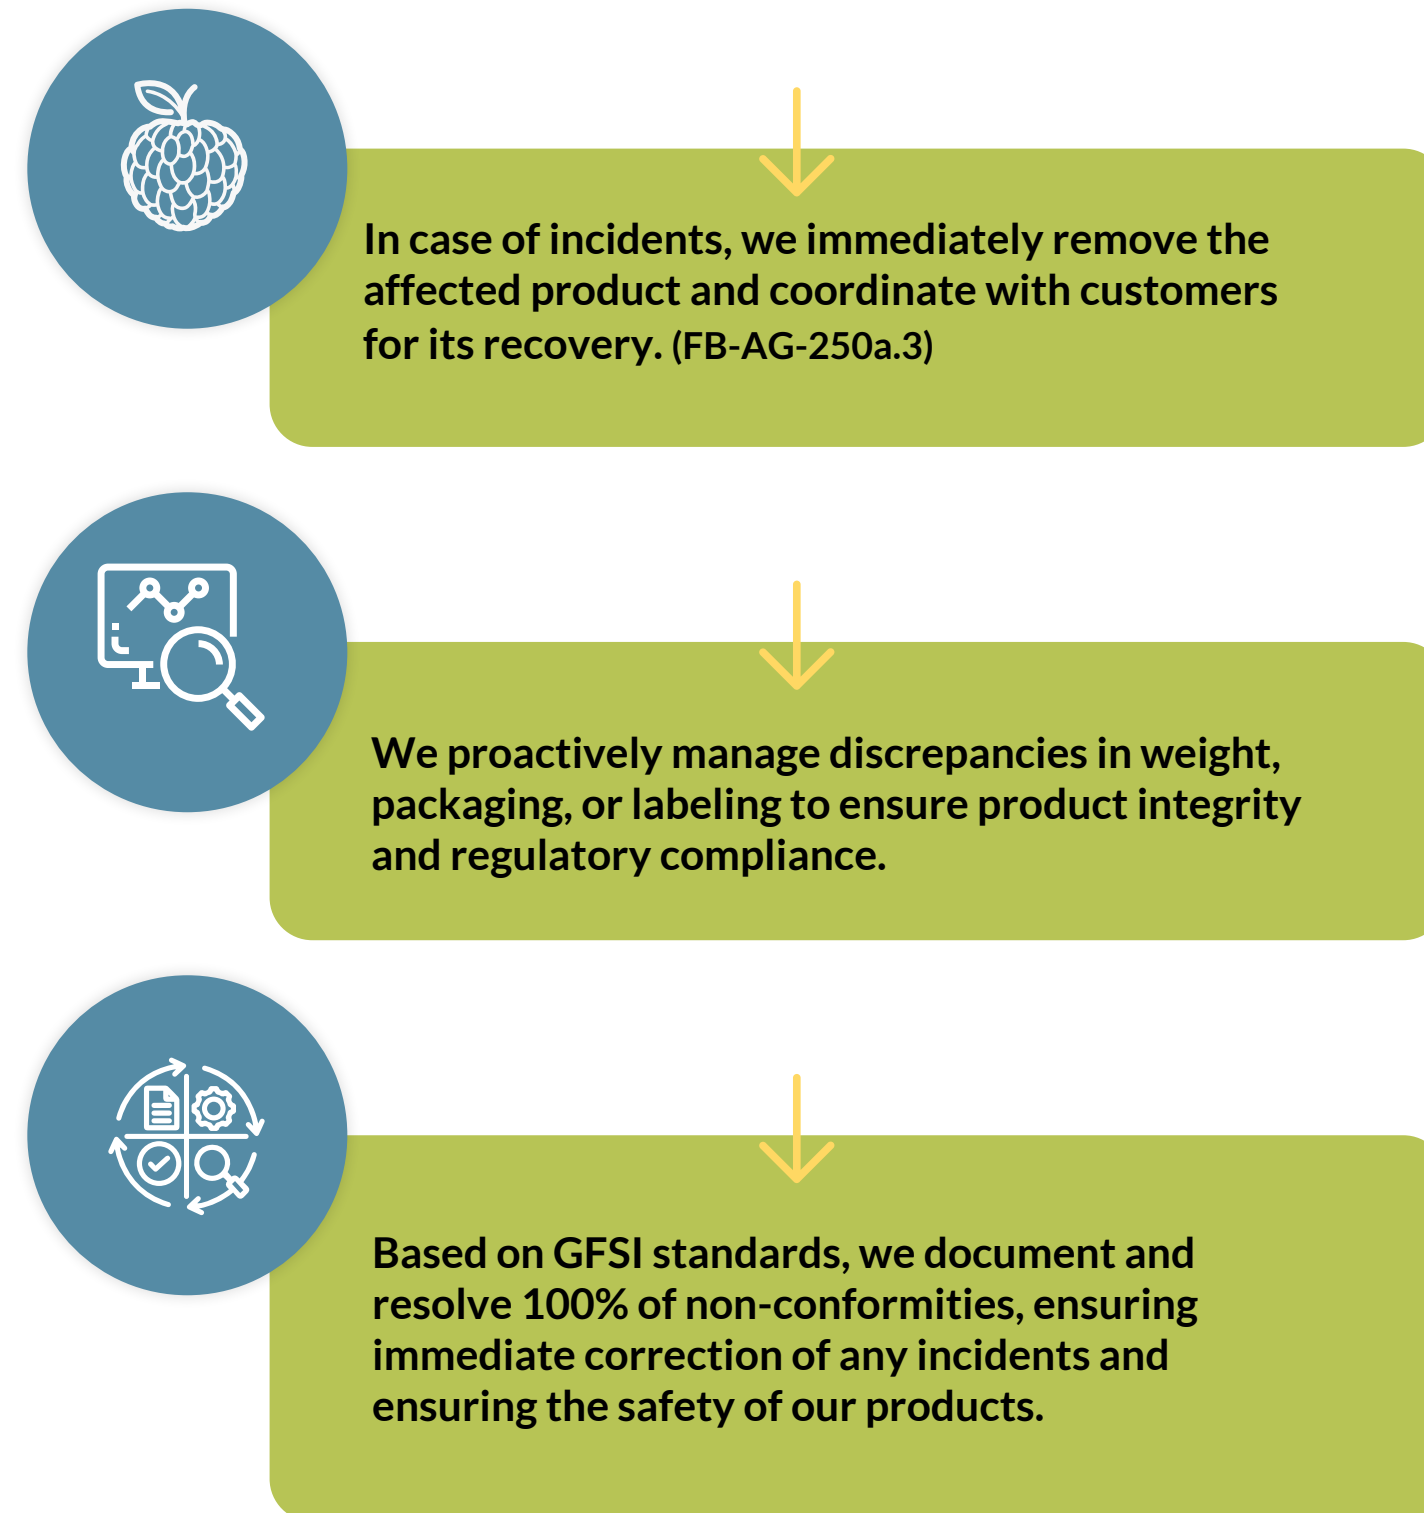 In case of incidents, we immediately remove the
affected product and coordinate with customers
for its recovery. (FB-AG-250a.3)
We proactively manage discrepancies in weight,
packaging, or labeling to ensure product integrity
and regulatory compliance.
Based on GFSI standards, we document and
resolve 100% of non-conformities, ensuring
immediate correction of any incidents and
ensuring the safety of our products.